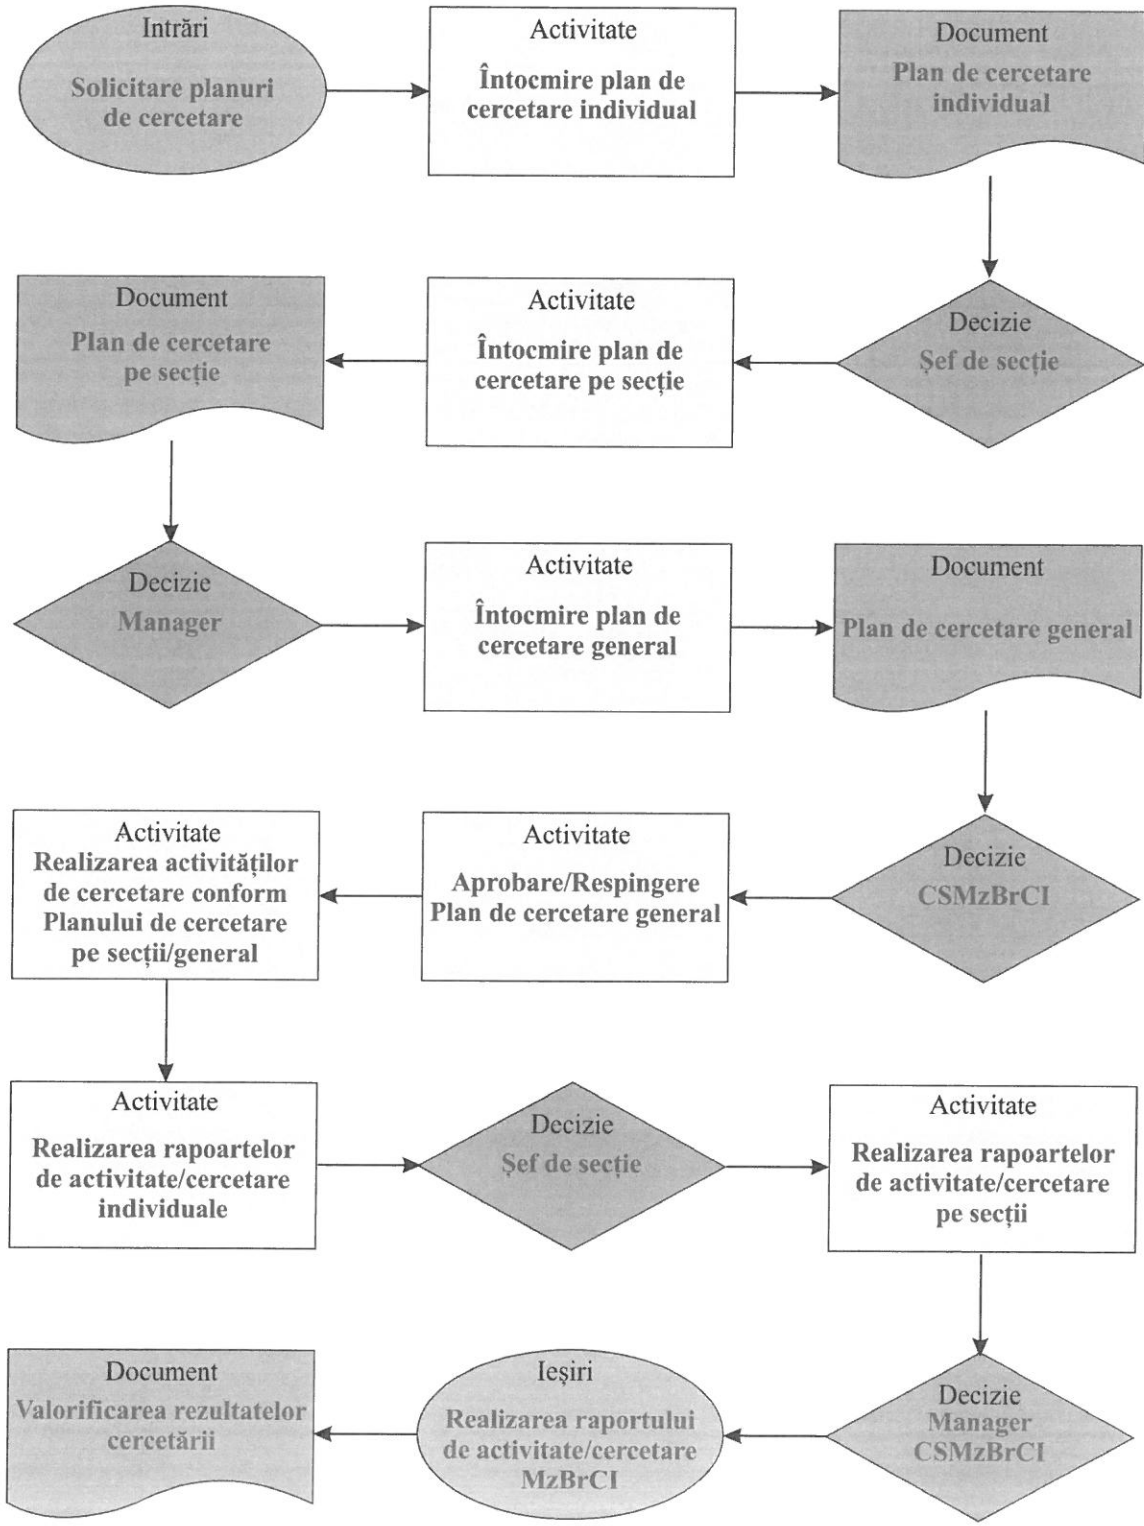 Intrări
Solicitare planuri
de cercetare
Activitate
Întocmire plan de
cercetare individual
Document
Plan de cercetare
individual
Decizie
Șef de secție
Activitate
Întocmire plan de
cercetare pe secție
Document
Plan de cercetare
pe secție
Decizie
Manager
Activitate
Întocmire plan de
cercetare general
Document
Plan de cercetare general
Decizie
CSMzBrCI
Activitate
Aprobare/Respingere
Plan de cercetare general
Activitate
Realizarea activităților
de cercetare conform
Planului de cercetare
pe secții/general
Activitate
Realizarea rapoartelor
de activitate/cercetare
individuale
Decizie
Șef de secție
Activitate
Realizarea rapoartelor
de activitate/cercetare
pe secții
Decizie
Manager
CSMzBrCI
Ieșiri
Realizarea raportului
de activitate/cercetare
MzBrCI
Document
Valorificarea rezultatelor
cercetării